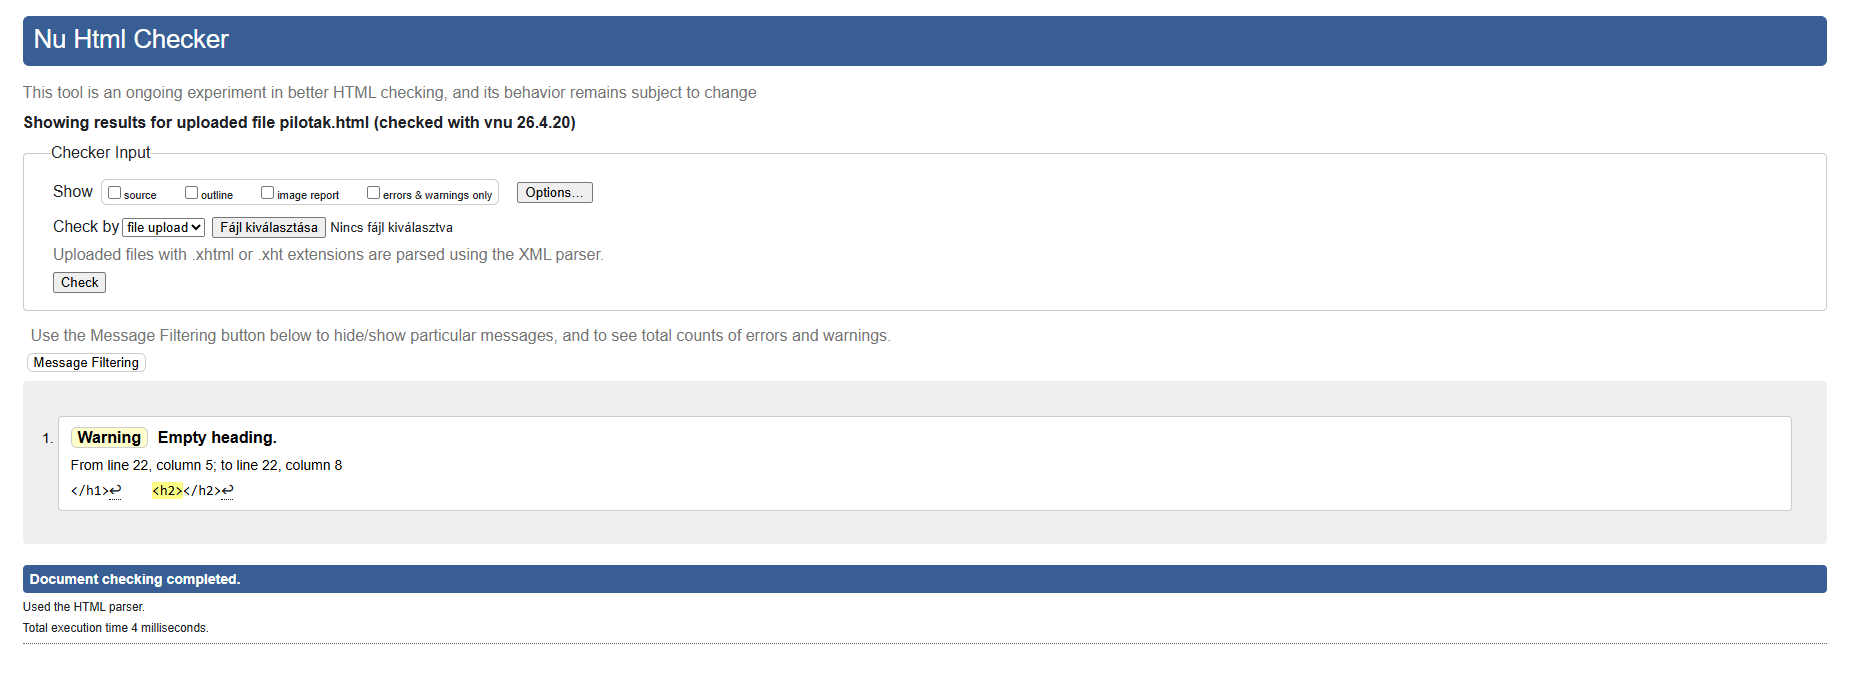 Nu Html Checker
This tool is an ongoing experiment in better HTML checking, and its behavior remains subject to change
Showing results for uploaded file pilotak.html (checked with vnu 26.4.20)
Checker Input
Show source outline image report errors & warnings only Options...
Check by file upload Fájl kiválasztása Nincs fájl kiválasztva
Uploaded files with .xhtml or .xht extensions are parsed using the XML parser.
Check
Use the Message Filtering button below to hide/show particular messages, and to see total counts of errors and warnings.
Message Filtering
1. Warning Empty heading.
From line 22, column 5; to line 22, column 8
</h1>↩ <h2></h2>↩
Document checking completed.
Used the HTML parser.
Total execution time 4 milliseconds.